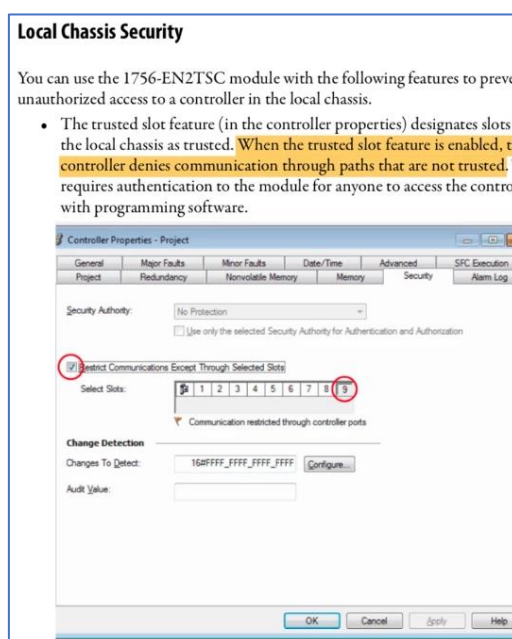 Local Chassis Security
You can use the 1756-EN2TSC module with the following features to preve
unauthorized access to a controller in the local chassis.
• The trusted slot feature (in the controller properties) designates slots
the local chassis as trusted. When the trusted slot feature is enabled, t
controller denies communication through paths that are not trusted.
requires authentication to the module for anyone to access the contro
with programming software.
Controller Properties - Project
General Major Faults Minor Faults Date/Time Advanced SFC Execution
Project Redundancy Nonvolatile Memory Memory Security Alarm Log
Security Authority: No Protection
Use only the selected Security Authority for Authentication and Authorization
Restrict Communications Except Through Selected Slots
Select Slots: 1 2 3 4 5 6 7 8 9
Communication restricted through controller ports
Change Detection
Changes To Detect: 16#FFFF_FFFF_FFFF_FFFF Configure...
Audit Value:
OK Cancel Apply Help